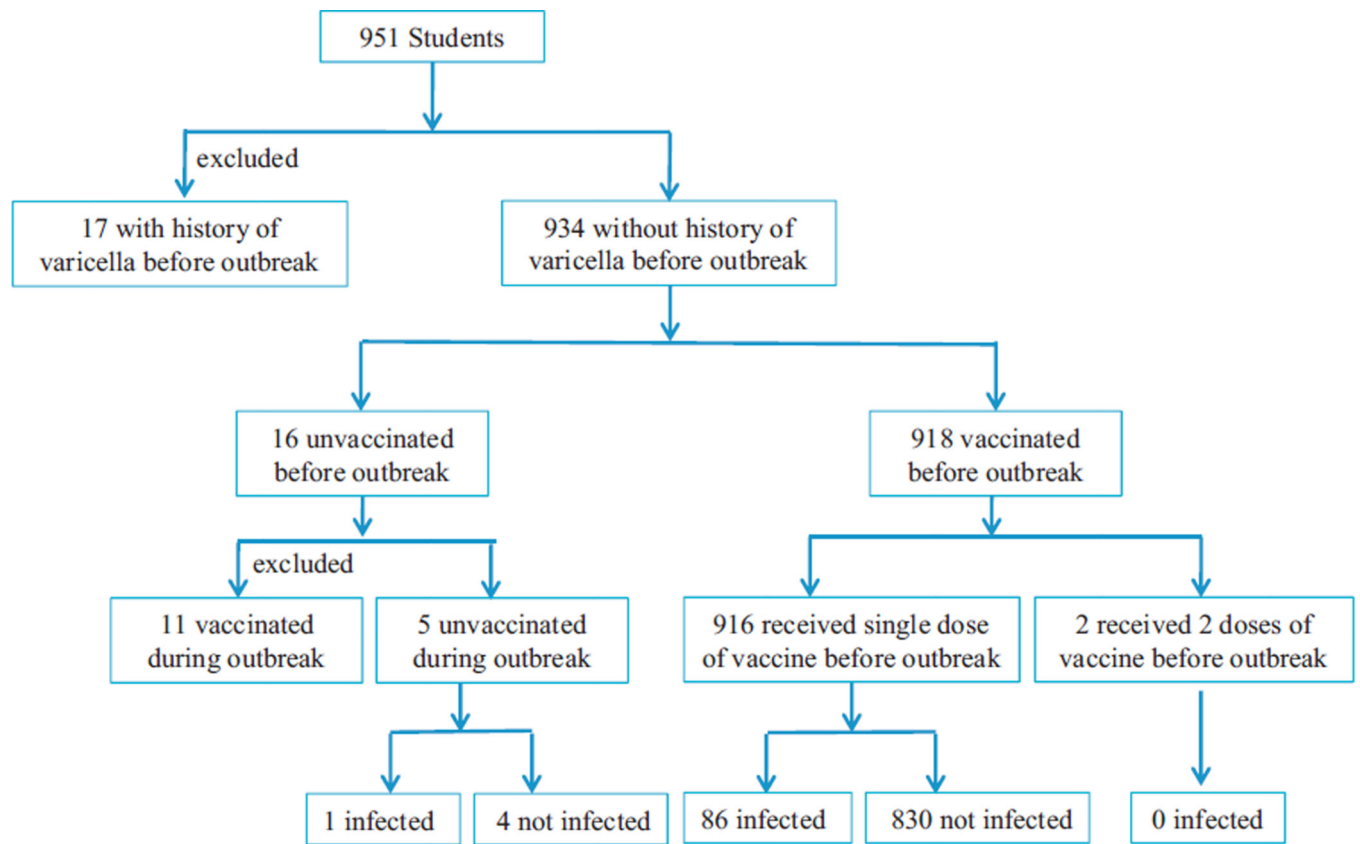 951 Students
excluded
17 with history of
varicella before outbreak
934 without history of
varicella before outbreak
16 unvaccinated
before outbreak
918 vaccinated
before outbreak
excluded
11 vaccinated
during outbreak
5 unvaccinated
during outbreak
916 received single dose
of vaccine before outbreak
2 received 2 doses of
vaccine before outbreak
1 infected
4 not infected
86 infected
830 not infected
0 infected